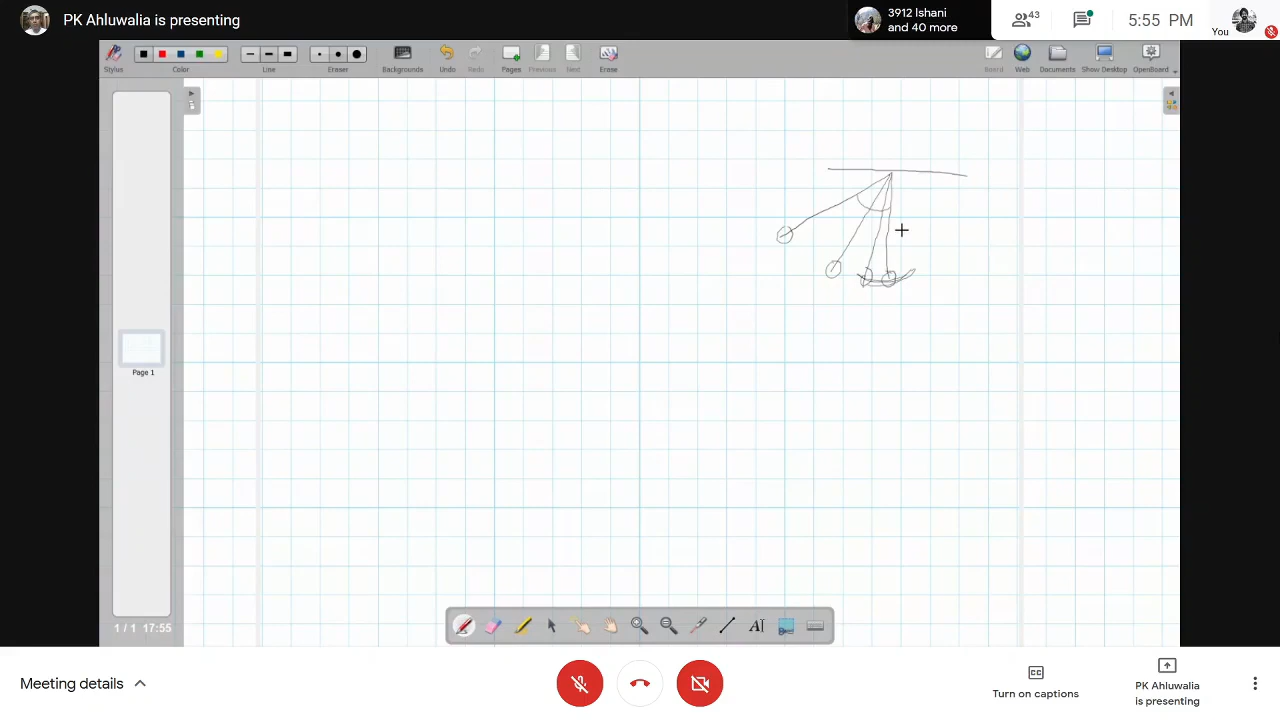 PK Ahluwalia is presenting
3912 Ishani
and 40 more
43
5:55 PM
You
Stylus
Color
Line
Eraser
Backgrounds
Undo
Redo
Pages
Previous
Next
Erase
Board
Web
Documents
Show Desktop
OpenBoard
Page 1
1 / 1 17:55
AI
Meeting details
CC
Turn on captions
PK Ahluwalia
is presenting